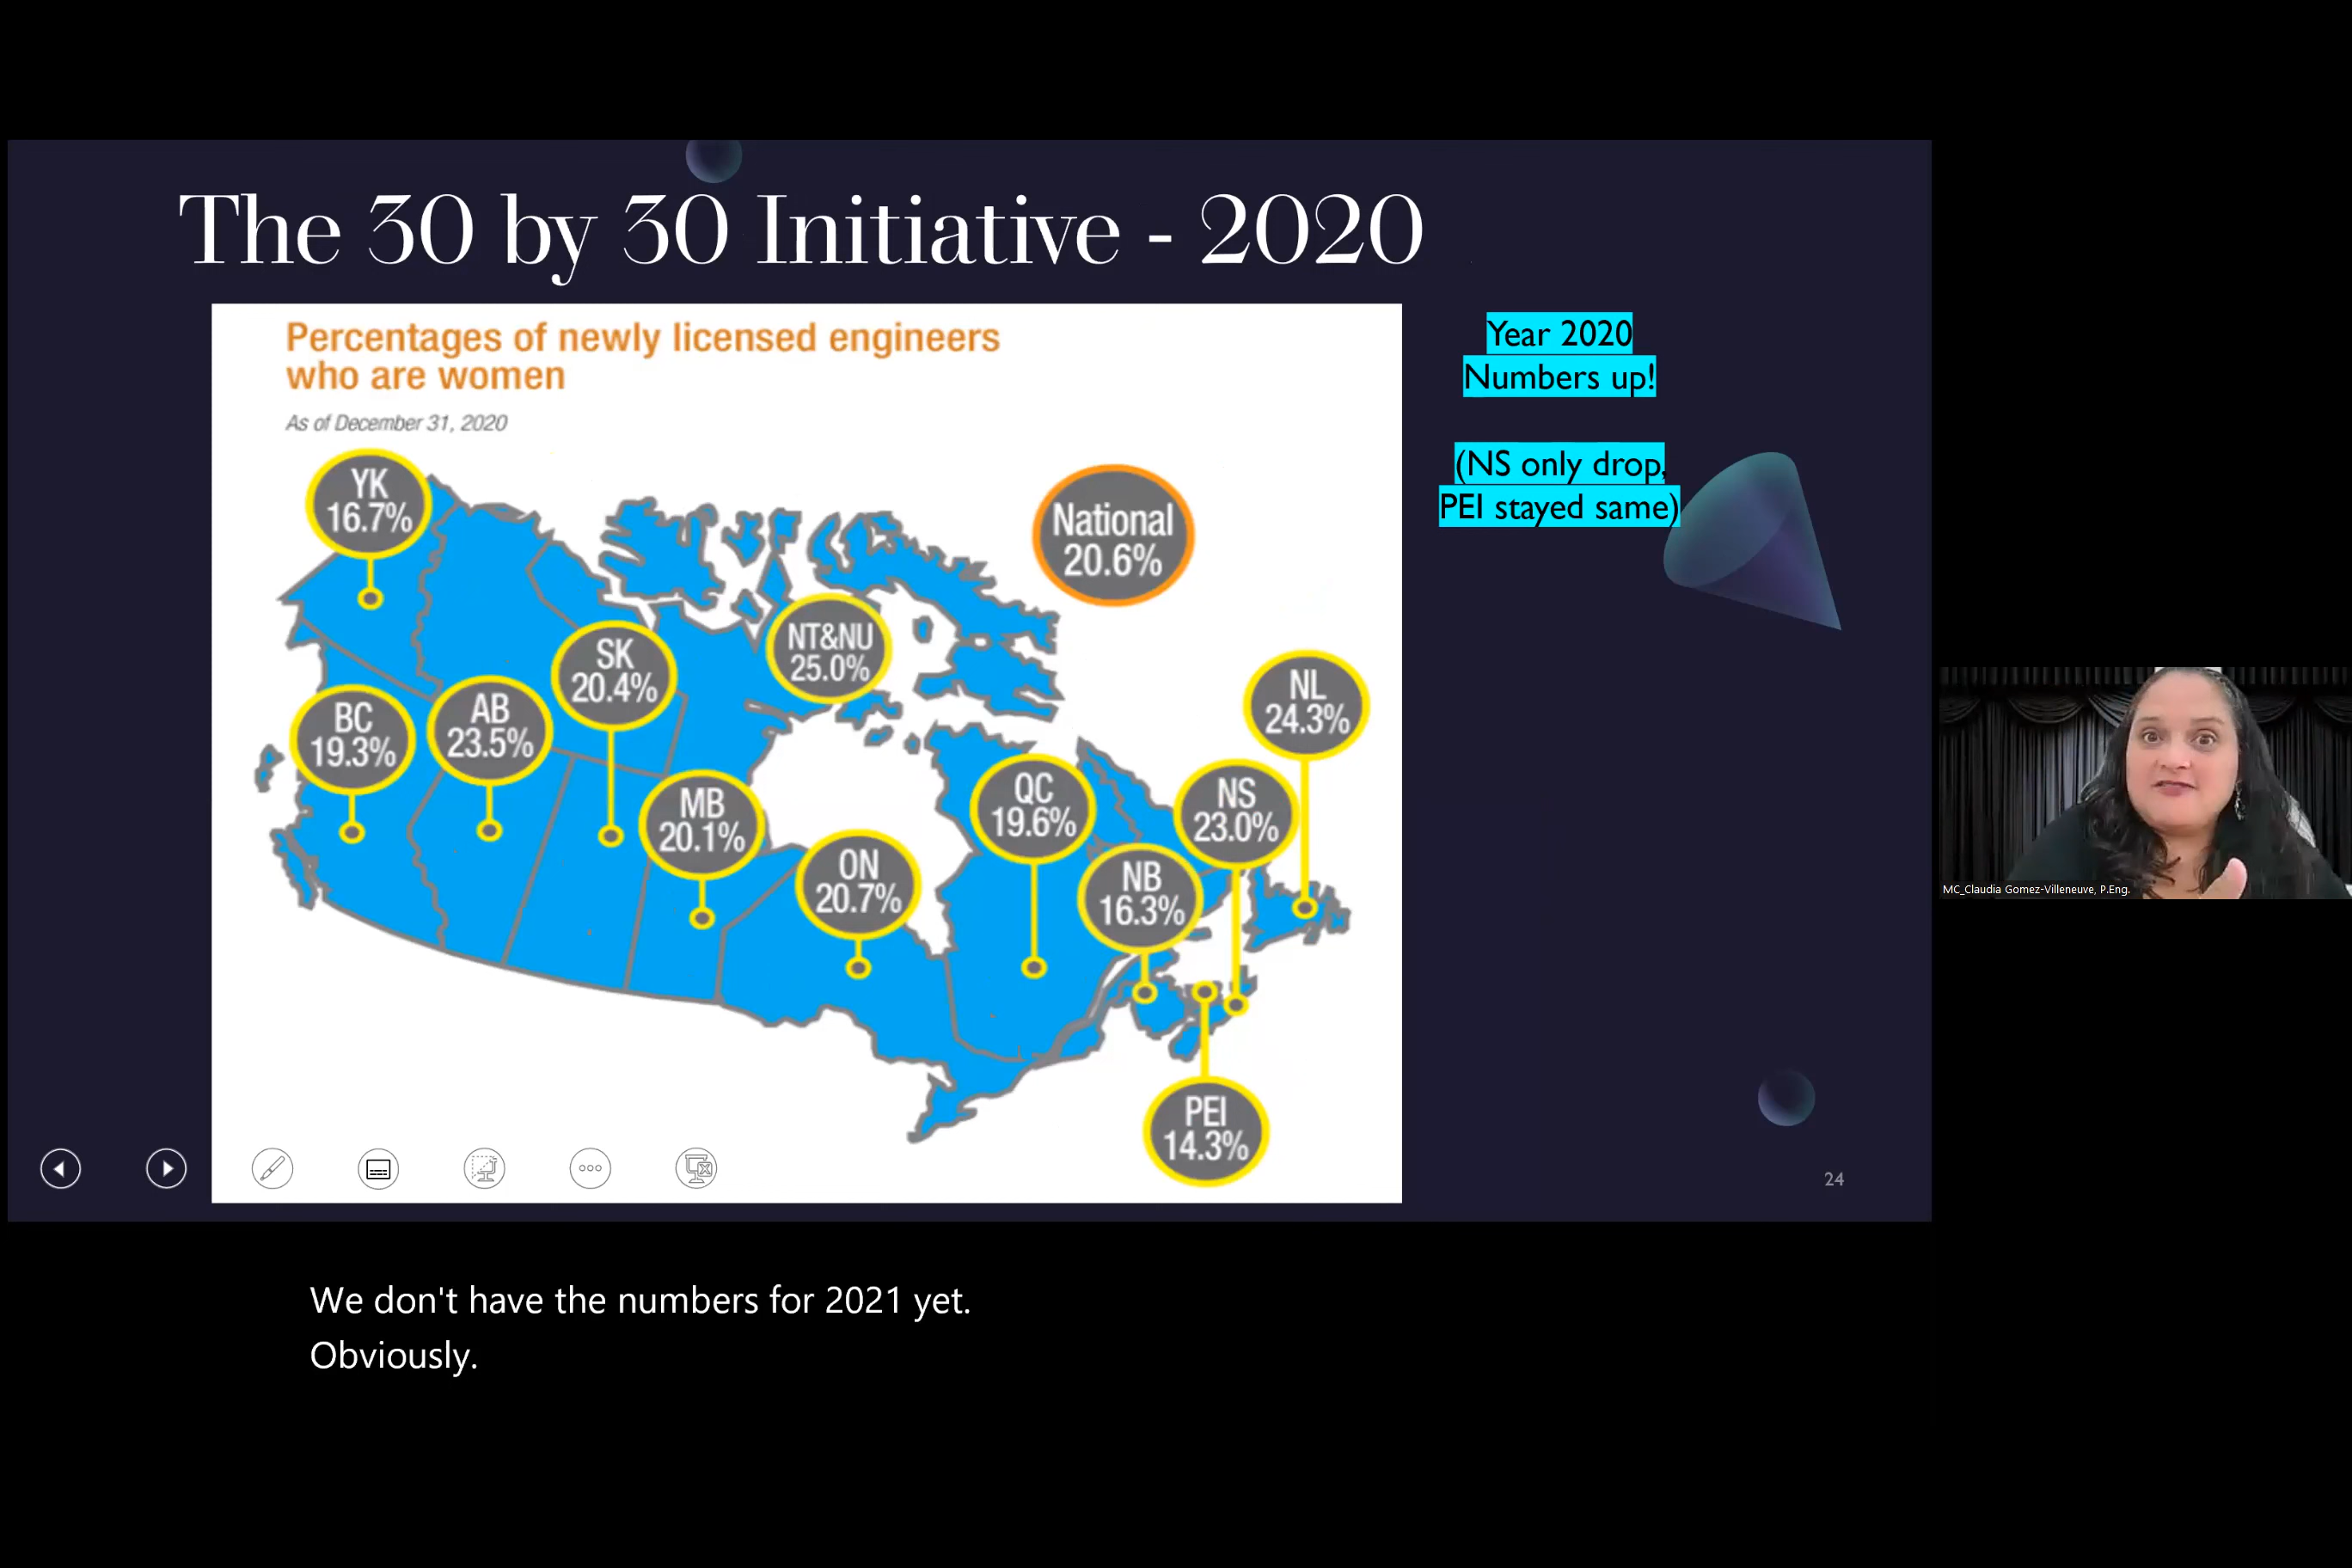 The 30 by 30 Initiative - 2020
Percentages of newly licensed engineers
who are women
As of December 31, 2020
Year 2020
Numbers up!
(NS only drop,
PEI stayed same)
YK
16.7%
National
20.6%
NT&NU
25.0%
SK
20.4%
NL
24.3%
BC
19.3%
AB
23.5%
MB
20.1%
ON
20.7%
QC
19.6%
NS
23.0%
NB
16.3%
PEI
14.3%
24
MC_Claudia Gomez-Villeneuve, P.Eng.
We don't have the numbers for 2021 yet.
Obviously.